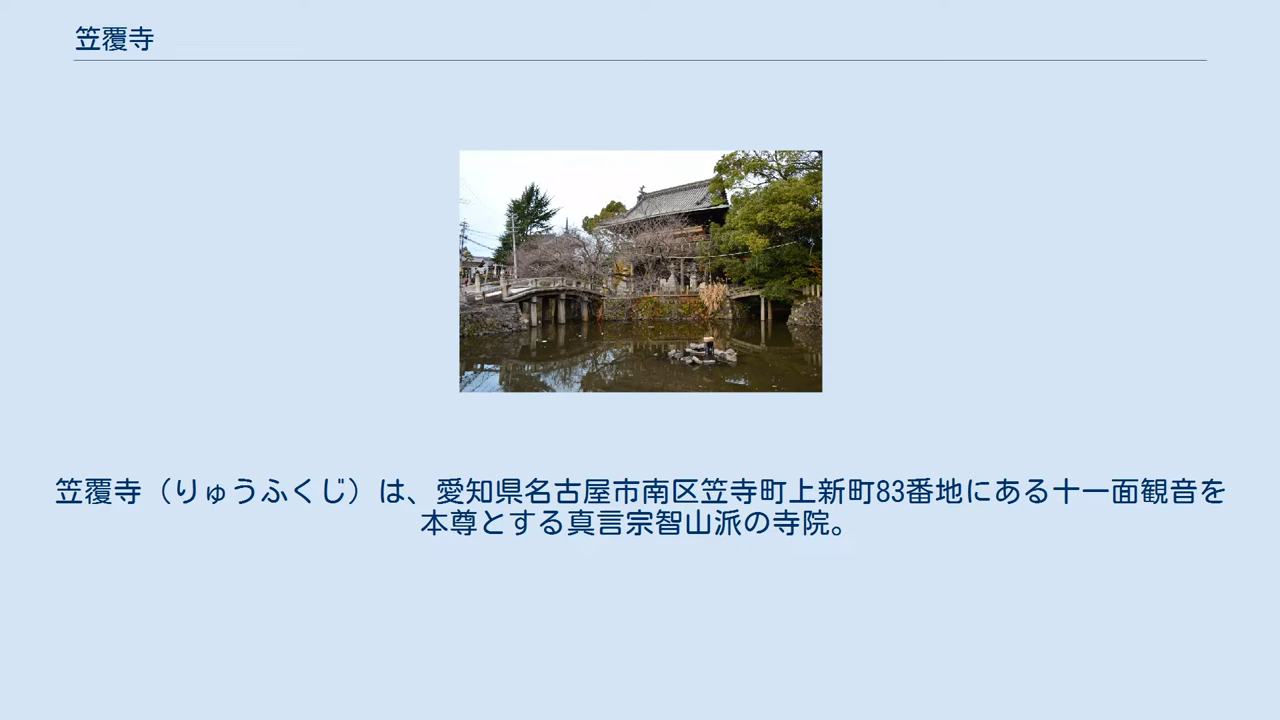 笠覆寺
笠覆寺（りゅうふくじ）は、愛知県名古屋市南区笠寺町上新町83番地にある十一面観音を
本尊とする真言宗智山派の寺院。